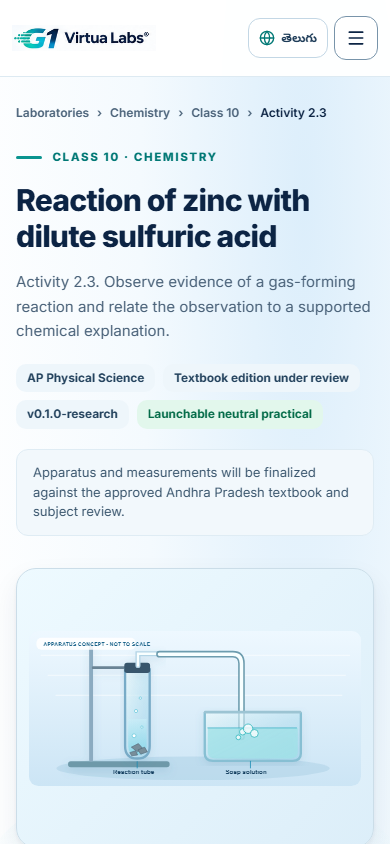 G1 Virtua Labs®
తెలుగు
Laboratories › Chemistry › Class 10 › Activity 2.3
CLASS 10 · CHEMISTRY
Reaction of zinc with
dilute sulfuric acid
Activity 2.3. Observe evidence of a gas-forming
reaction and relate the observation to a supported
chemical explanation.
AP Physical Science
Textbook edition under review
v0.1.0-research
Launchable neutral practical
Apparatus and measurements will be finalized
against the approved Andhra Pradesh textbook and
subject review.
APPARATUS CONCEPT - NOT TO SCALE
Reaction tube
Soap solution